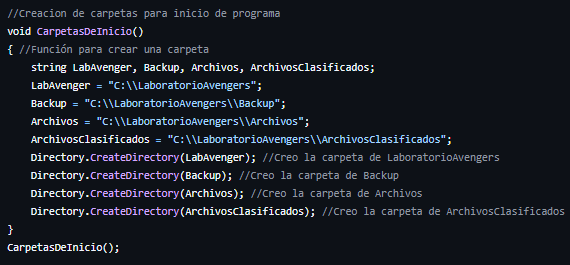 //Creacion de carpetas para inicio de programa
void CarpetasDeInicio()
{ //Función para crear una carpeta
    string LabAvenger, Backup, Archivos, ArchivosClasificados;
    LabAvenger = "C:\\LaboratorioAvengers";
    Backup = "C:\\LaboratorioAvengers\\Backup";
    Archivos = "C:\\LaboratorioAvengers\\Archivos";
    ArchivosClasificados = "C:\\LaboratorioAvengers\\ArchivosClasificados";
    Directory.CreateDirectory(LabAvenger); //Creo la carpeta de LaboratorioAvengers
    Directory.CreateDirectory(Backup); //Creo la carpeta de Backup
    Directory.CreateDirectory(Archivos); //Creo la carpeta de Archivos
    Directory.CreateDirectory(ArchivosClasificados); //Creo la carpeta de ArchivosClasificados
}
CarpetasDeInicio();